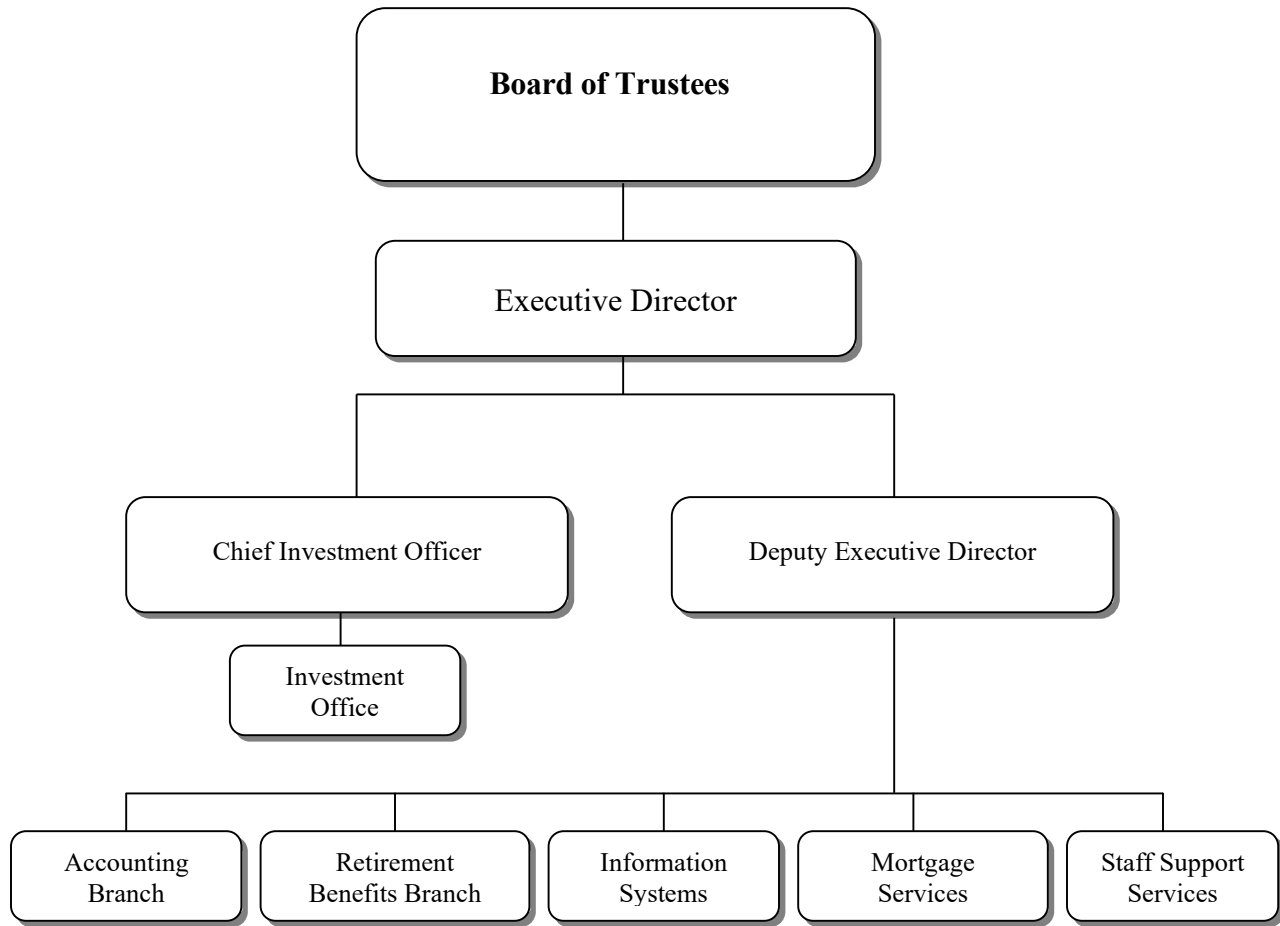 Board of Trustees
Executive Director
Chief Investment Officer
Deputy Executive Director
Investment
Office
Accounting
Branch
Retirement
Benefits Branch
Information
Systems
Mortgage
Services
Staff Support
Services